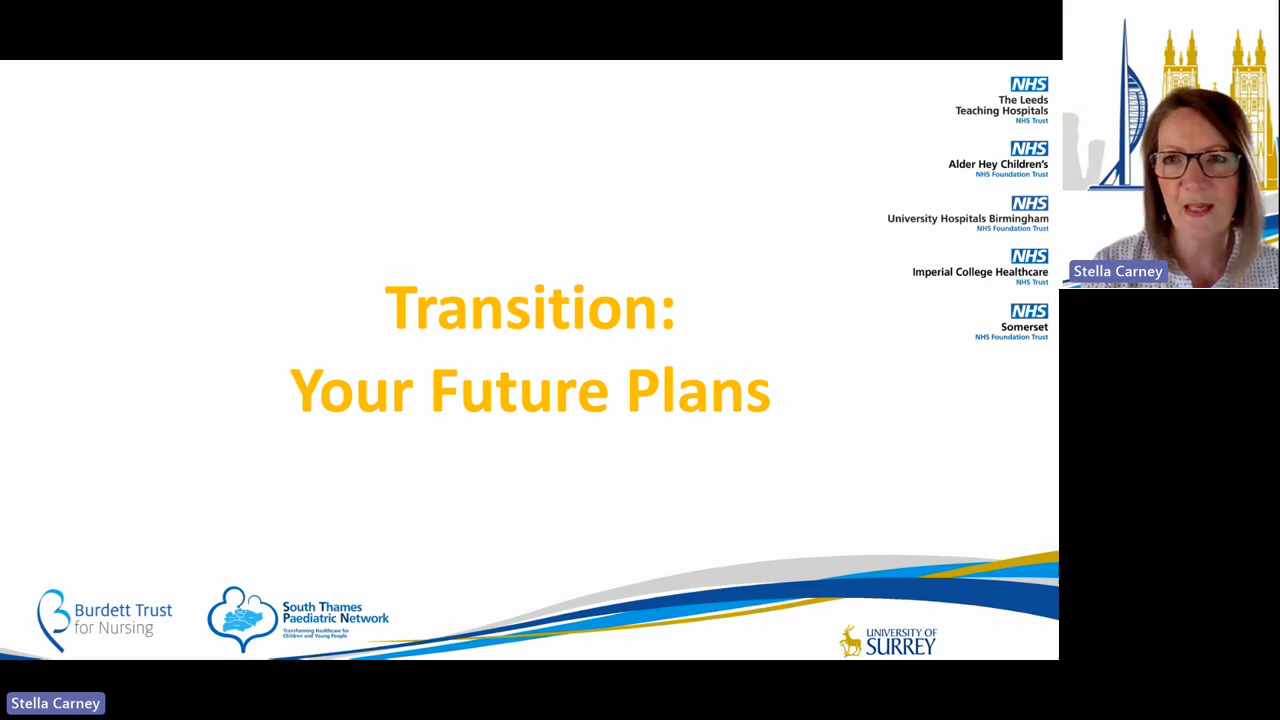 NHS
The Leeds
Teaching Hospitals
NHS Trust
NHS
Alder Hey Children's
NHS Foundation Trust
NHS
University Hospitals Birmingham
NHS Foundation Trust
NHS
Imperial College Healthcare
NHS Trust
NHS
Somerset
NHS Foundation Trust
Stella Carney
Transition:
Your Future Plans
Burdett Trust
for Nursing
South Thames
Paediatric Network
Transforming Healthcare for
Children and Young People
UNIVERSITY OF
SURREY
Stella Carney